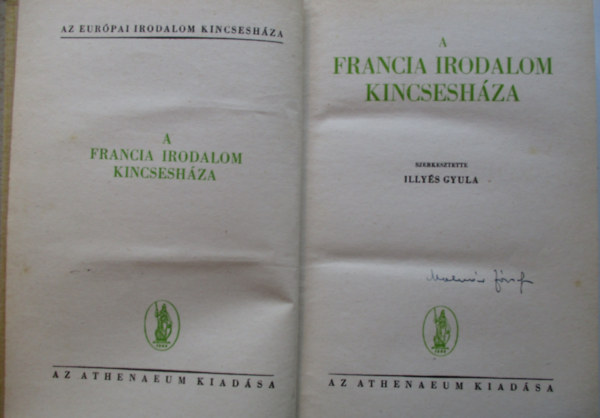 AZ EURÓPAI IRODALOM KINCSESHÁZA
A
FRANCIA IRODALOM
KINCSESHÁZA
AZ ATHENAEUM KIADÁSA
A
FRANCIA IRODALOM
KINCSESHÁZA
SZERKESZTETTE
ILLYÉS GYULA
József
AZ ATHENAEUM KIADÁSA